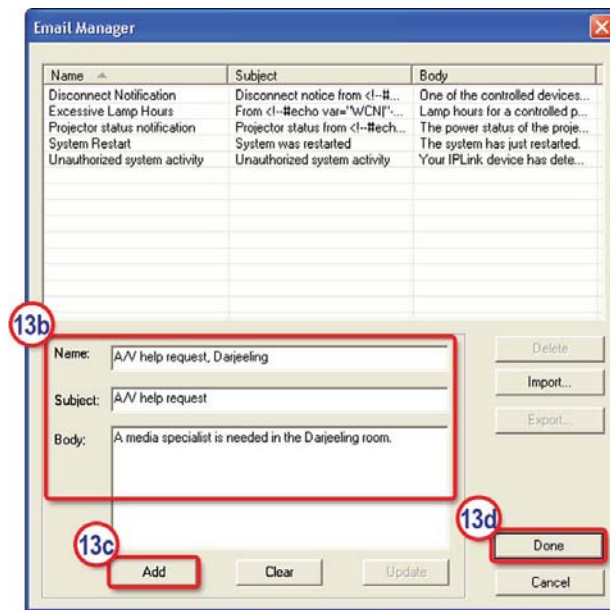 Email Manager
Name Subject Body
Disconnect Notification Disconnect notice from <!--#... One of the controlled devices...
Excessive Lamp Hours From <!--#echo var="WCN|"-... Lamp hours for a controlled p...
Projector status notification Projector status from <!--#ech... The power status of the proje...
System Restart System was restarted The system has just restarted.
Unauthorized system activity Unauthorized system activity Your IPLink device has dete...
13b
Name: A/V help request, Darjeeling
Delete
Import...
Subject: A/V help request
Export...
Body: A media specialist is needed in the Darjeeling room.
13d
13c
Done
Add Clear Update
Cancel